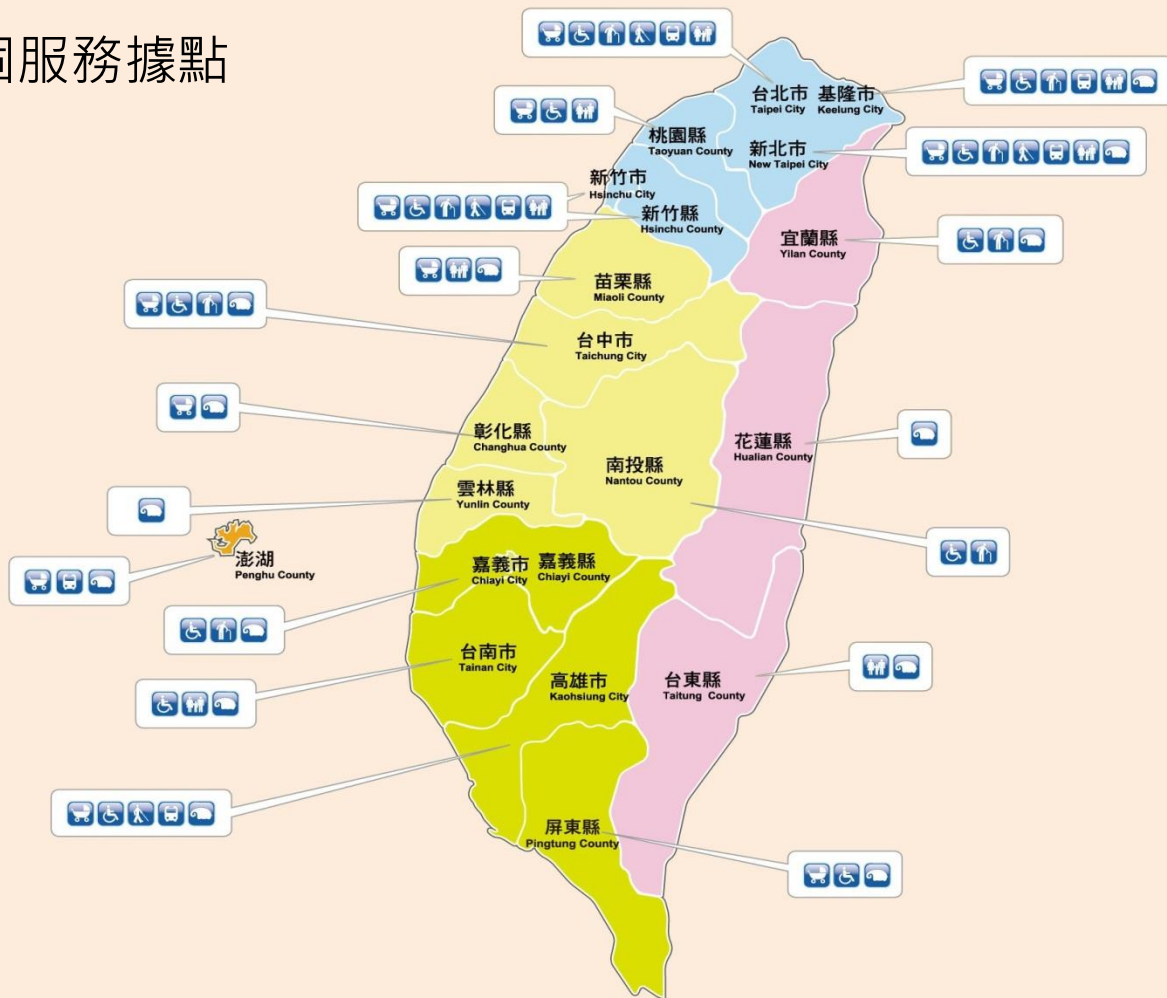 個服務據點
台北市 基隆市
Taipei City Keelung City
桃園縣
Taoyuan County
新北市
New Taipei City
新竹市
Hsinchu City
新竹縣
Hsinchu County
宜蘭縣
Yilan County
苗栗縣
Miaoli County
台中市
Taichung City
彰化縣
Changhua County
花蓮縣
Hualian County
南投縣
Nantou County
雲林縣
Yunlin County
澎湖
Penghu County
嘉義市 嘉義縣
Chiayi City Chiayi County
台南市
Tainan City
高雄市
Kaohsiung City
台東縣
Taitung County
屏東縣
Pingtung County